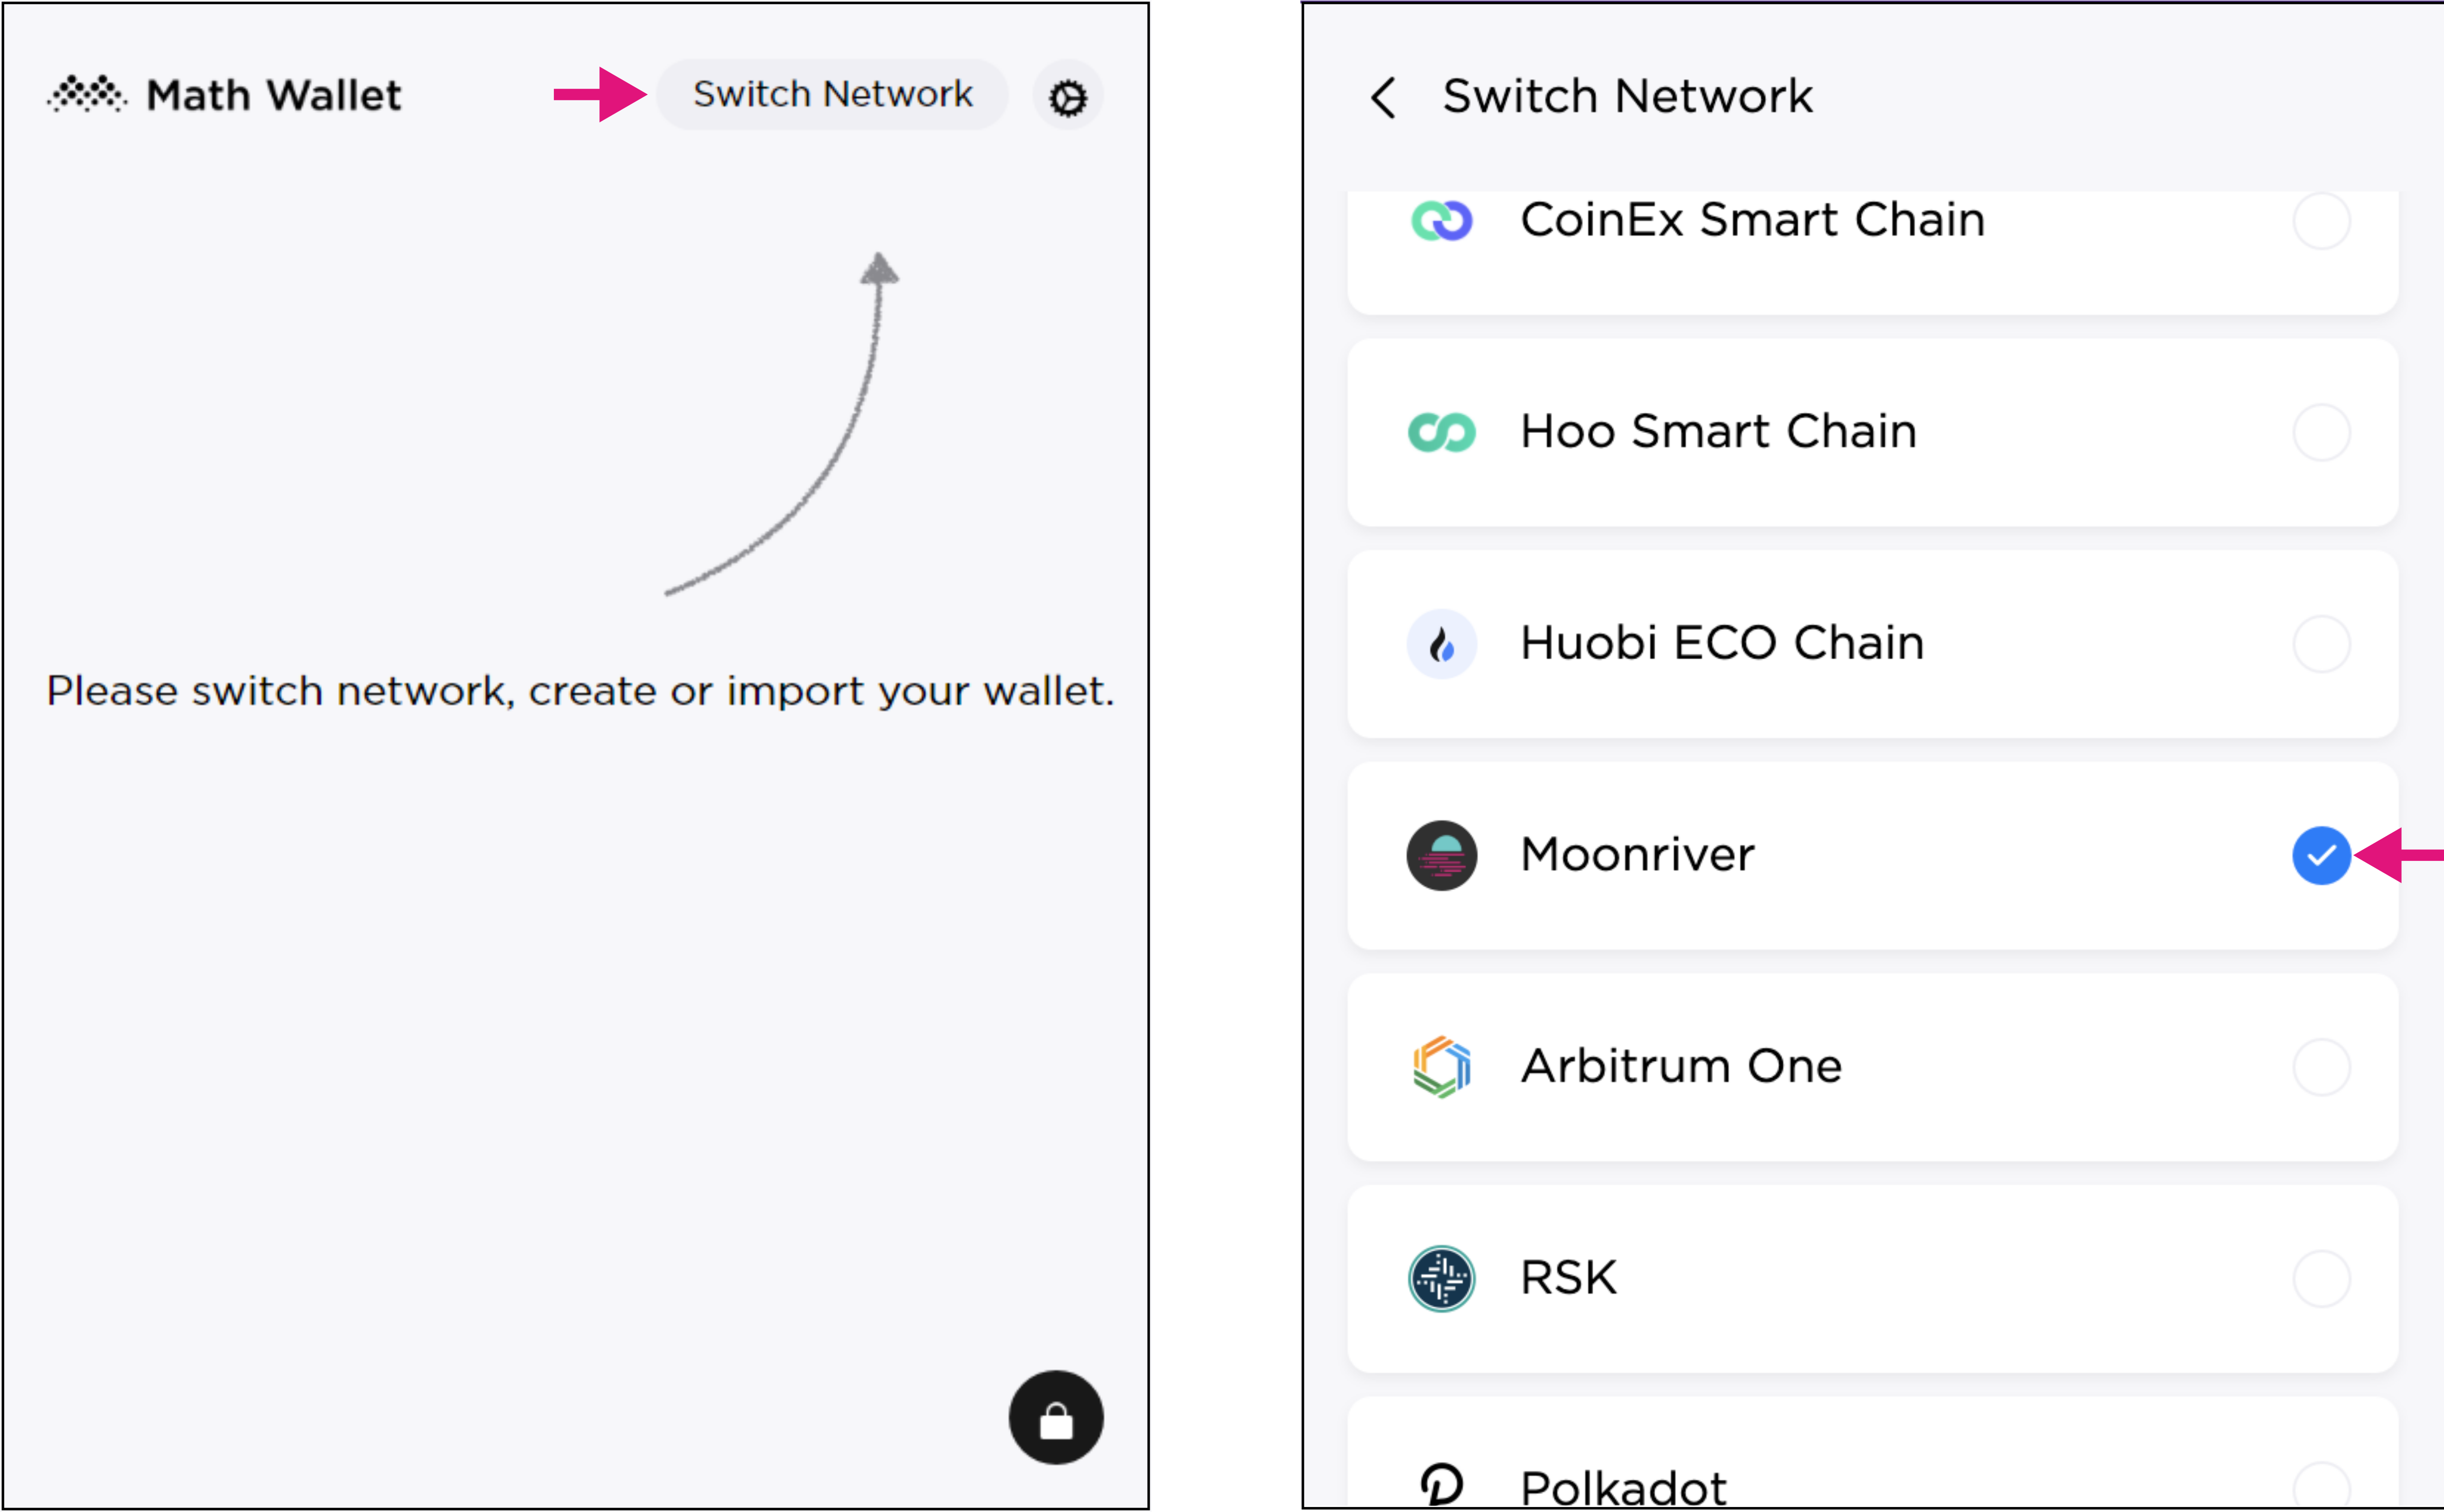 Math Wallet
Switch Network
Please switch network, create or import your wallet.
Switch Network
CoinEx Smart Chain
Hoo Smart Chain
Huobi ECO Chain
Moonriver
Arbitrum One
RSK
Polkadot